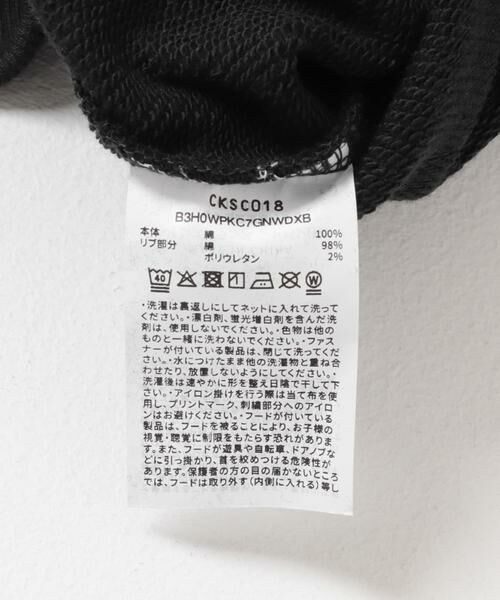 CKSC018
B3H0WPKC7GNWDXB
本体 綿 100%
リブ部分 綿 98%
ポリウレタン 2%
40 W
・洗濯は裏返しにしてネットに入れて洗って
ください。・漂白剤、蛍光増白剤を含んだ洗
剤は、使用しないでください。・色物は他の
ものと一緒に洗わないでください。・ファス
ナーが付いている製品は、閉じて洗ってくだ
さい。・水につけたまま他の洗濯物と重ね合
わせたり、放置しないようにしてください。・
洗濯後は速やかに形を整え日陰で干して下
さい。・アイロン掛けを行う際は当て布を使
用し、プリントマーク、刺繍部分へのアイロ
ンはお避けください。・フードが付いている
製品は、フードを被ることにより、お子様の
視覚・聴覚に制限をもたらす恐れがありま
す。また、フードが遊具や自転車、ドアノブな
どに引っ掛かり、首を絞めつける危険性が
あります。保護者の方の目の届かないところ
では、フードは取り外す(内側に入れる)等し